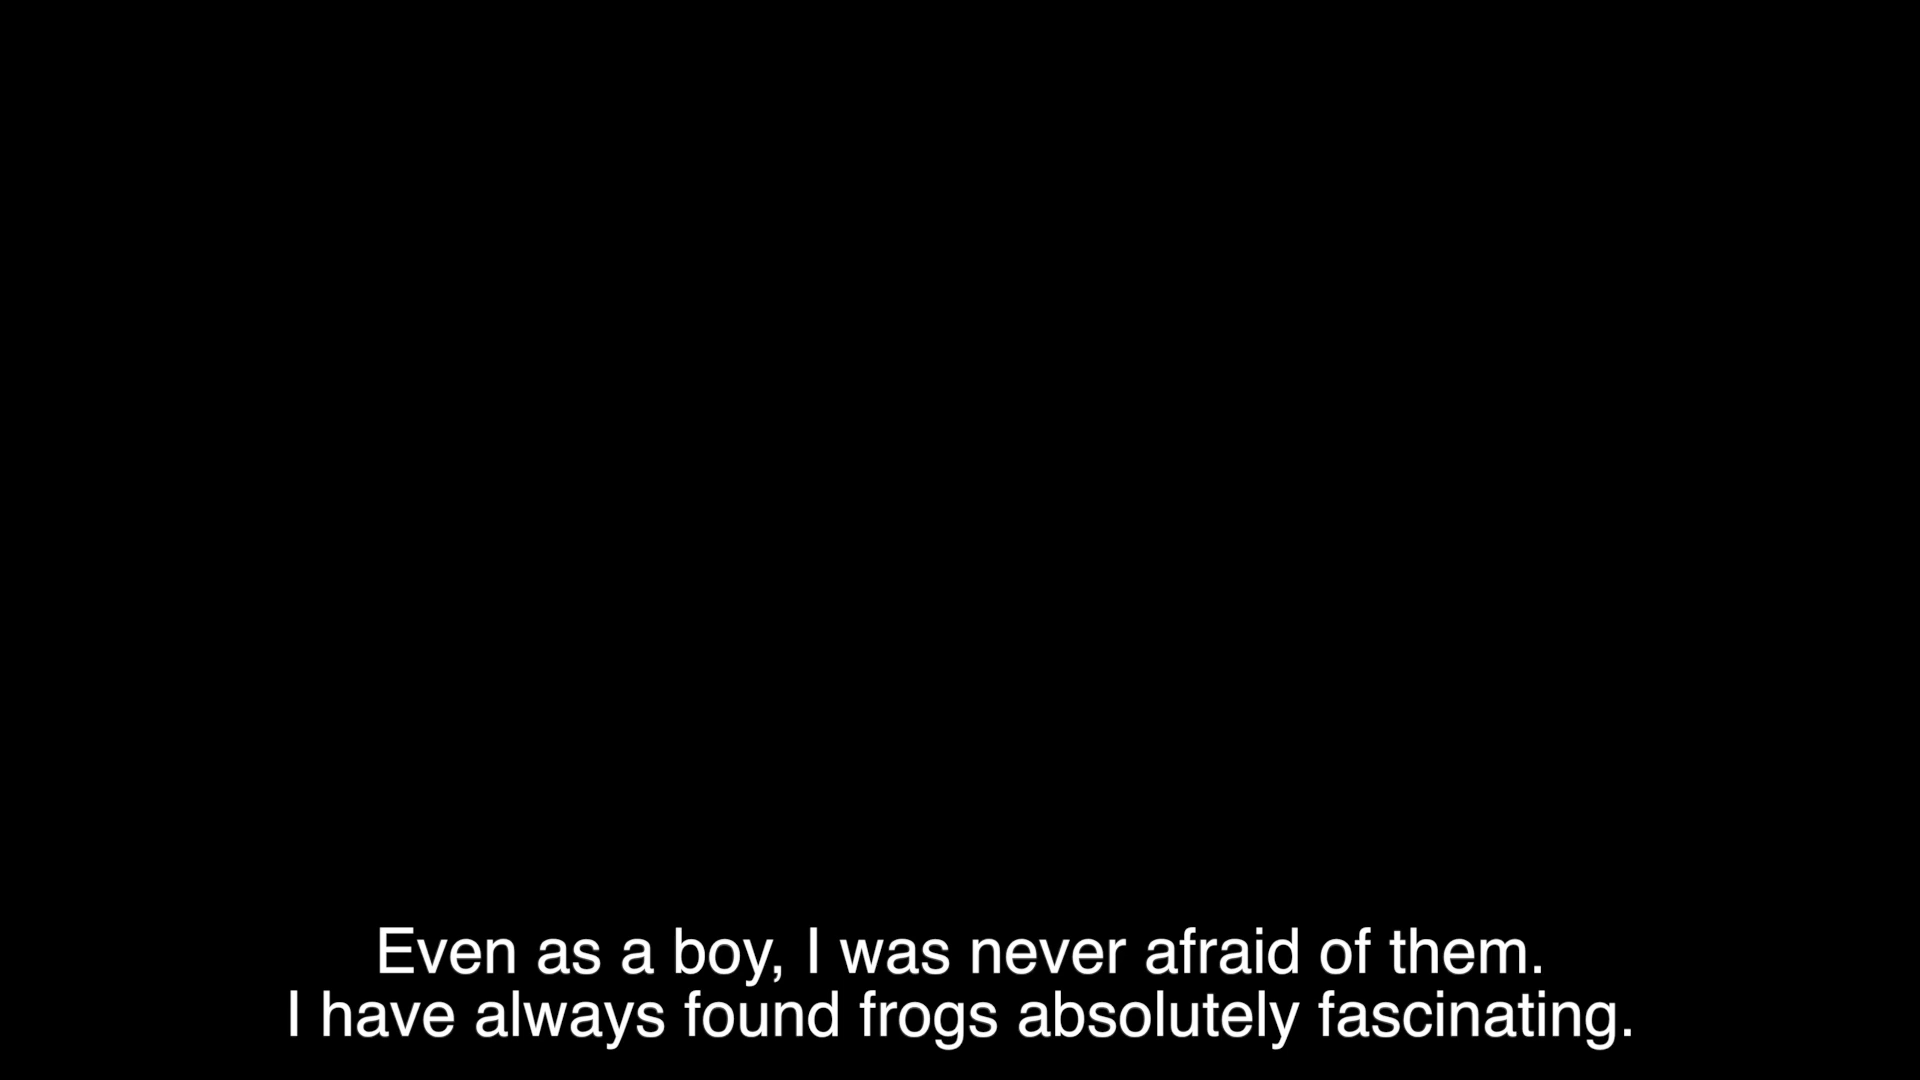 Even as a boy, I was never afraid of them.
I have always found frogs absolutely fascinating.